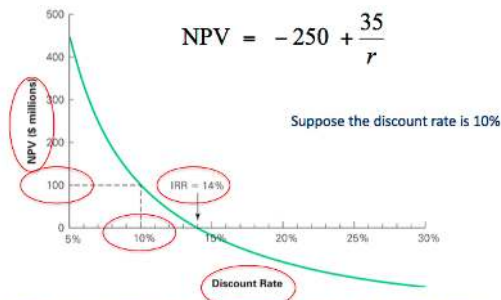 NPV = −250 + 35/r
Suppose the discount rate is 10%
NPV ($ millions)
500
400
300
200
100
0
IRR = 14%
5%
10%
15%
20%
25%
30%
Discount Rate